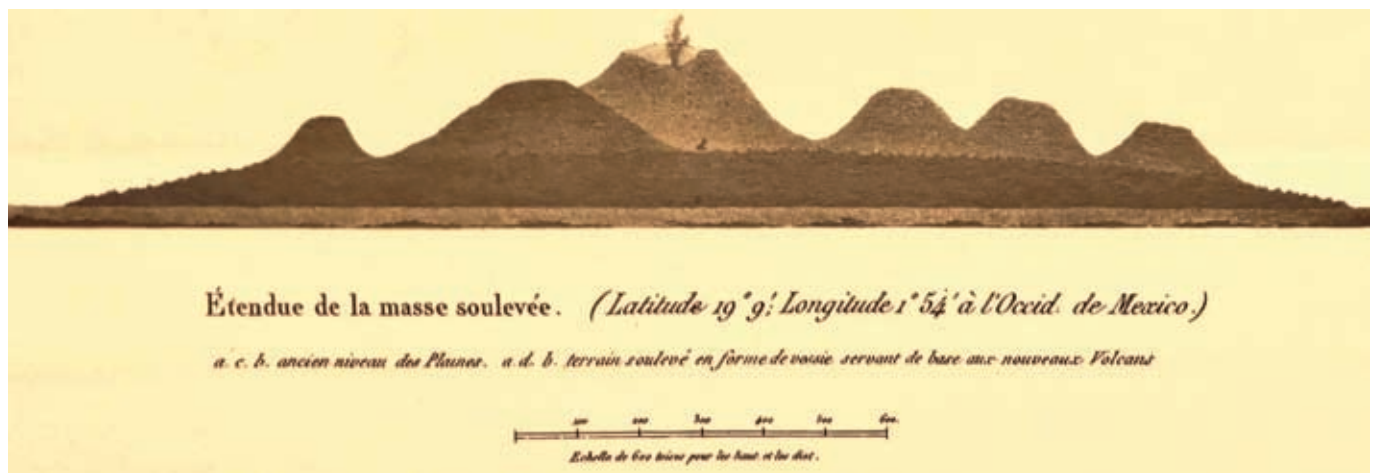 Étendue de la masse soulevée. (Latitude 19° 9'; Longitude 1° 54' à l'Occid. de Mexico.)
a. c. b. ancien niveau des Plaines. a. d. b. terrain soulevé en forme de vessie servant de base aux nouveaux Volcans
100 200 300 400 500 600.
Echelle de 600 toises pour les haut. et les dist.